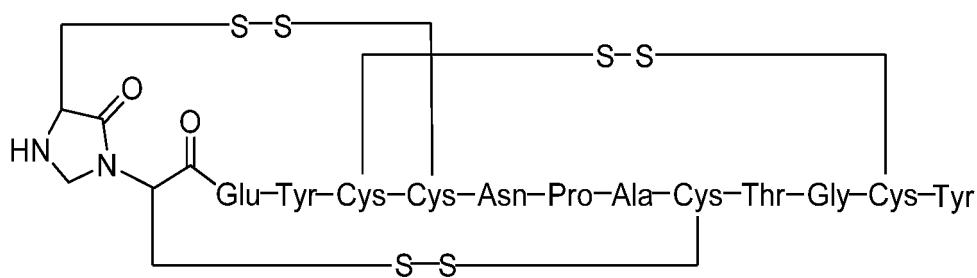 S–S
S–S
O
O
HN
N
Glu–Tyr–Cys–Cys–Asn–Pro–Ala–Cys–Thr–Gly–Cys–Tyr
S–S